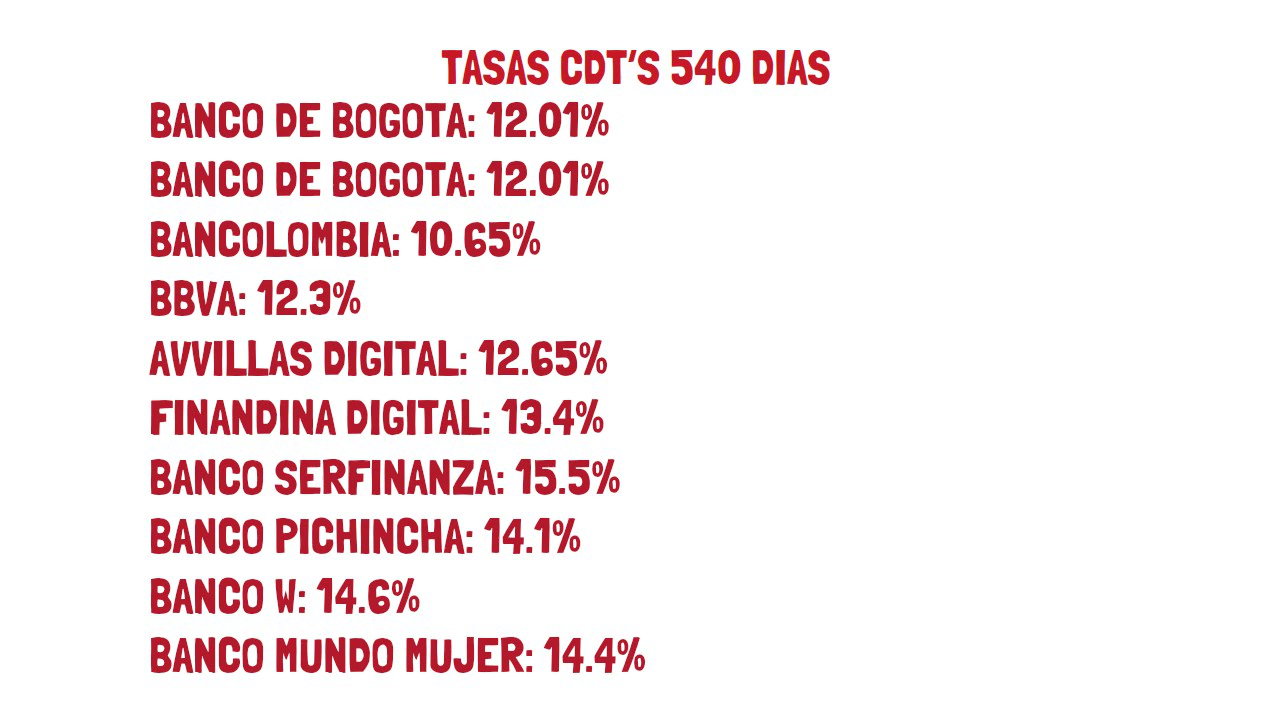 TASAS CDT'S 540 DIAS
BANCO DE BOGOTA: 12.01%
BANCO DE BOGOTA: 12.01%
BANCOLOMBIA: 10.65%
BBVA: 12.3%
AVVILLAS DIGITAL: 12.65%
FINANDINA DIGITAL: 13.4%
BANCO SERFINANZA: 15.5%
BANCO PICHINCHA: 14.1%
BANCO W: 14.6%
BANCO MUNDO MUJER: 14.4%